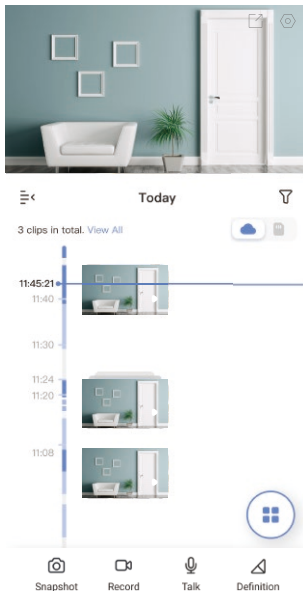 Today
3 clips in total. View All
11:45:21
11:40
11:30
11:24
11:20
11:08
Snapshot Record Talk Definition